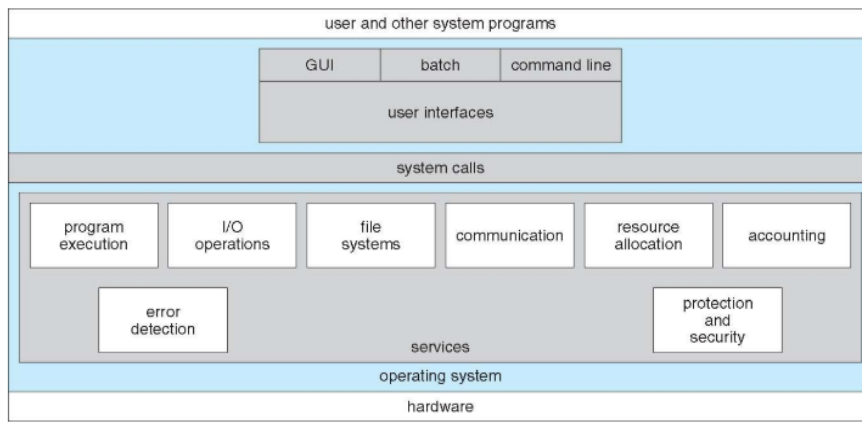 user and other system programs
GUI
batch
command line
user interfaces
system calls
program
execution
I/O
operations
file
systems
communication
resource
allocation
accounting
error
detection
protection
and
security
services
operating system
hardware